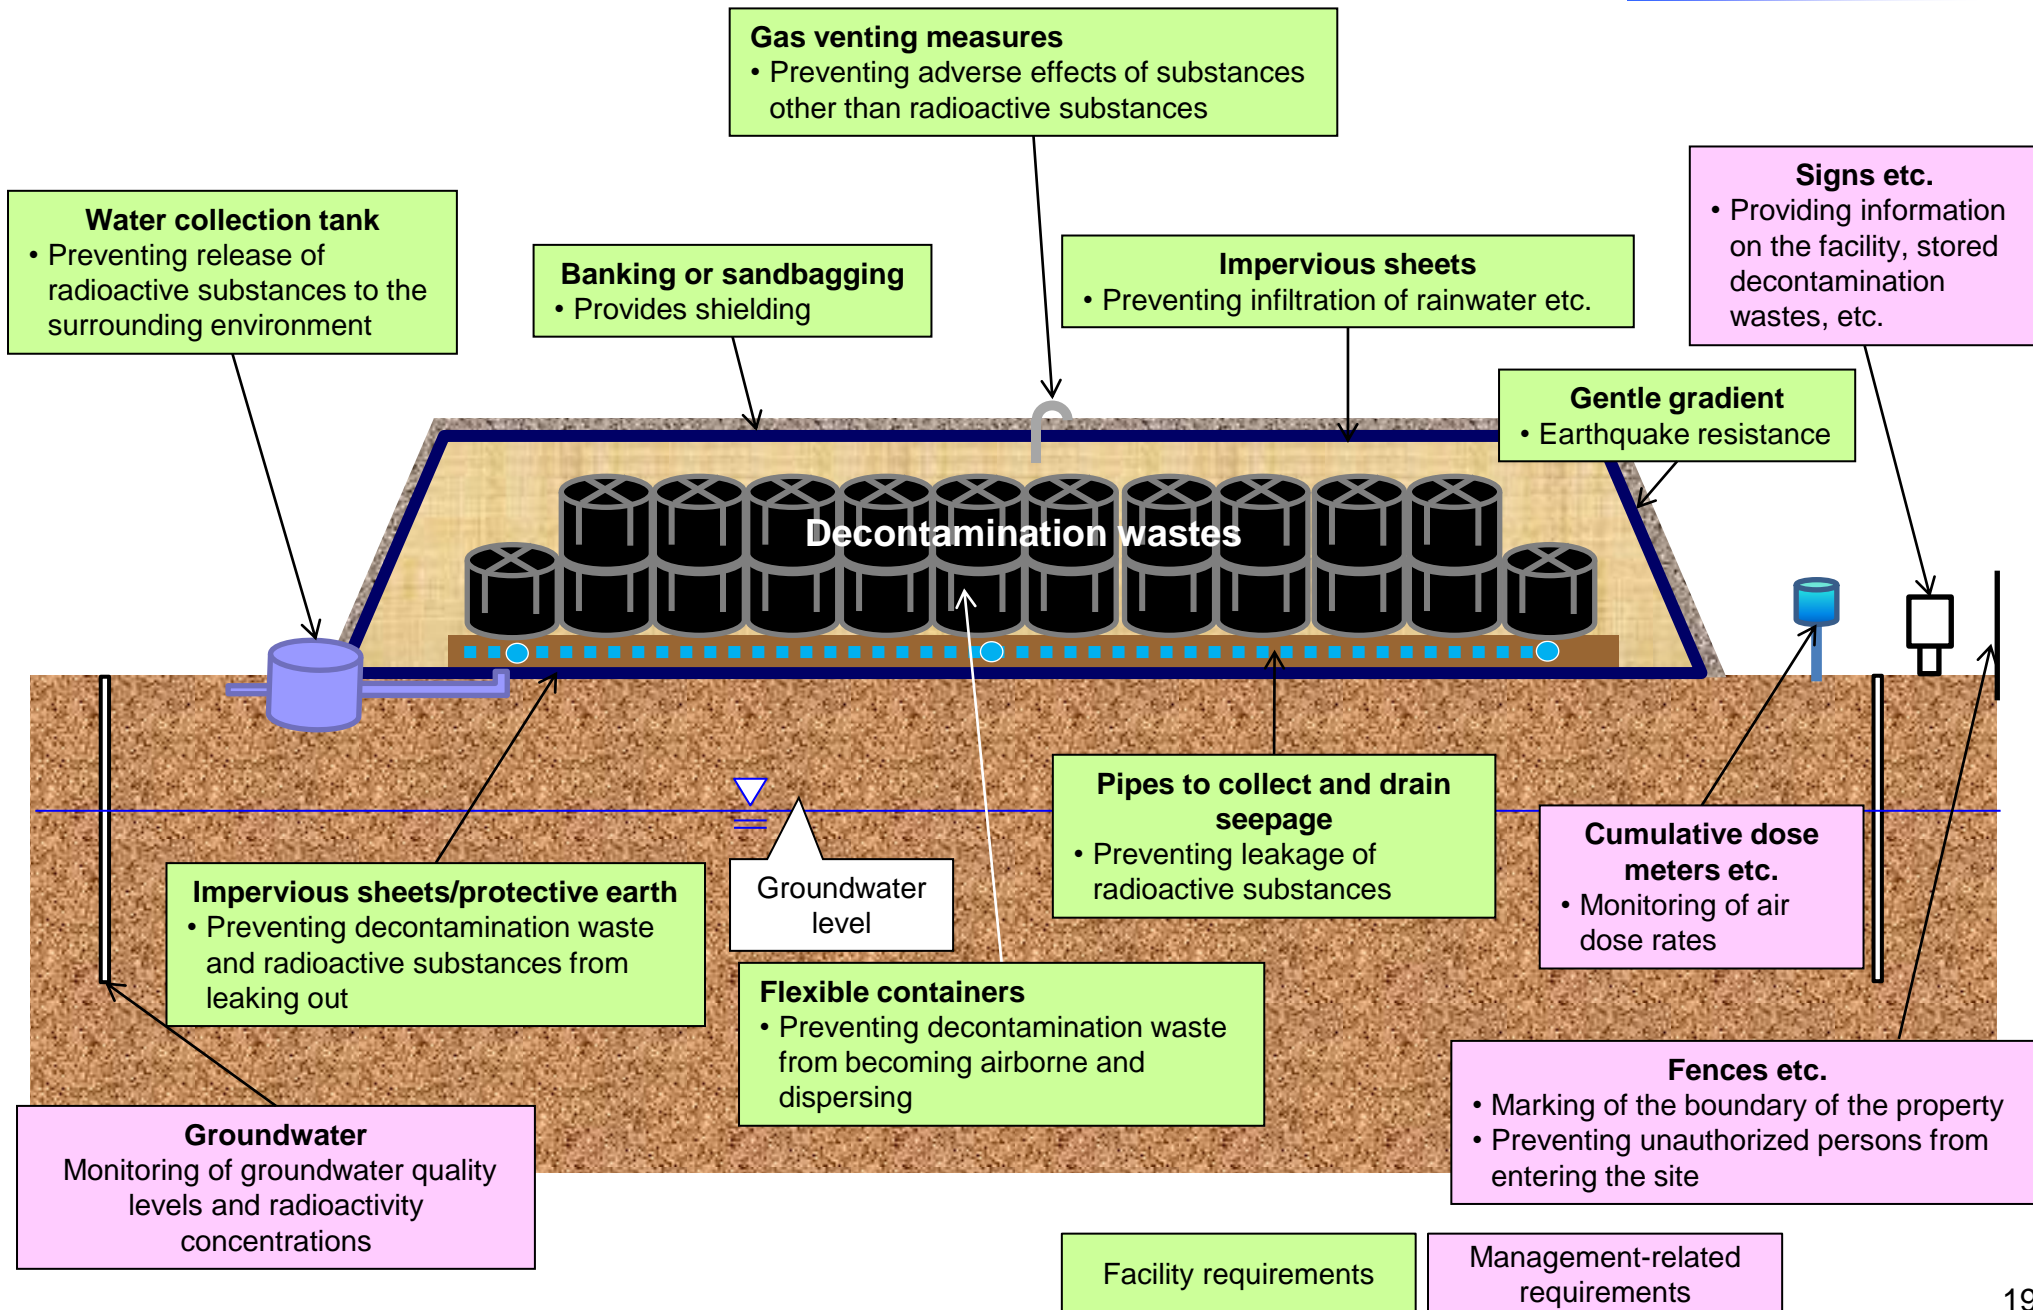 Gas venting measures
• Preventing adverse effects of substances
other than radioactive substances
Signs etc.
• Providing information
on the facility, stored
decontamination
wastes, etc.
Water collection tank
• Preventing release of
radioactive substances to the
surrounding environment
Banking or sandbagging
• Provides shielding
Impervious sheets
• Preventing infiltration of rainwater etc.
Gentle gradient
• Earthquake resistance
Decontamination wastes
Pipes to collect and drain
seepage
• Preventing leakage of
radioactive substances
Cumulative dose
meters etc.
• Monitoring of air
dose rates
Impervious sheets/protective earth
• Preventing decontamination waste
and radioactive substances from
leaking out
Groundwater
level
Flexible containers
• Preventing decontamination waste
from becoming airborne and
dispersing
Fences etc.
• Marking of the boundary of the property
• Preventing unauthorized persons from
entering the site
Groundwater
Monitoring of groundwater quality
levels and radioactivity
concentrations
Facility requirements
Management-related
requirements
19